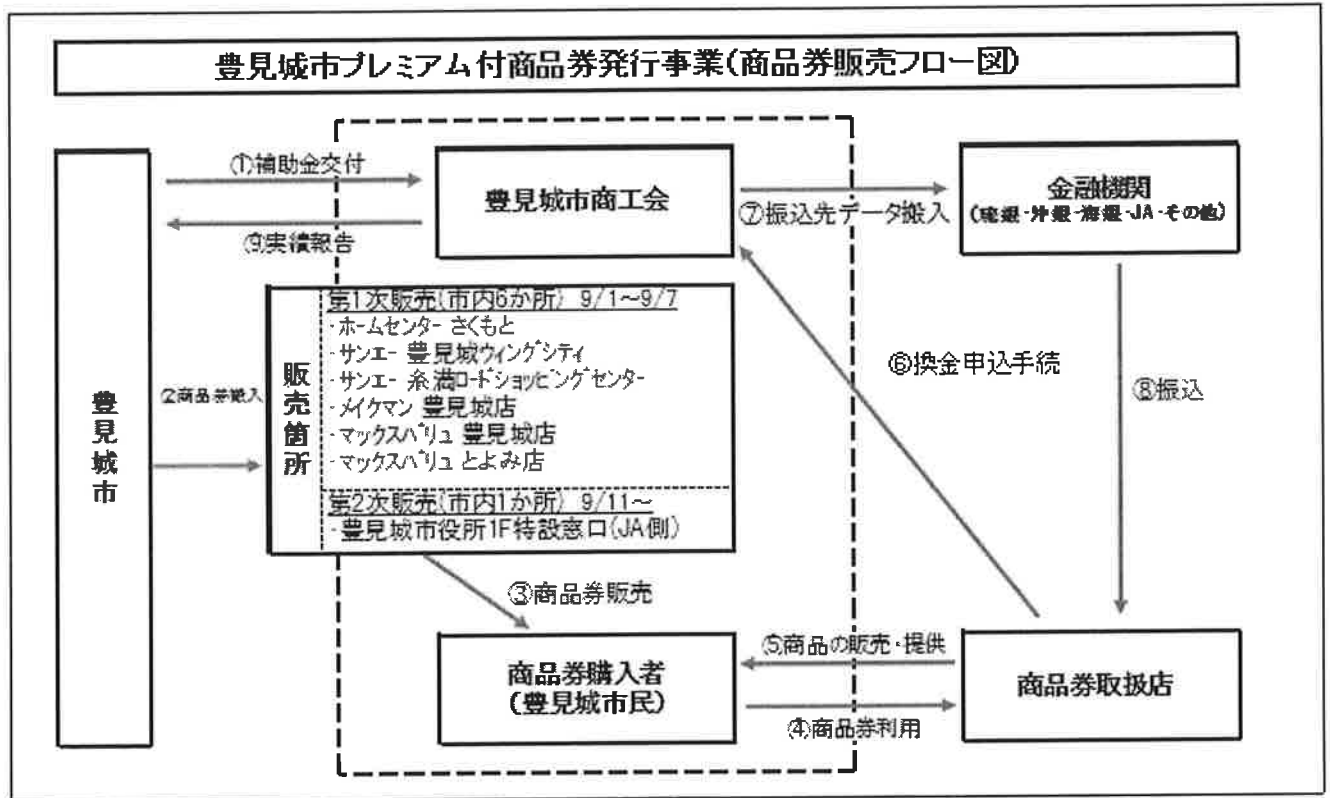 豊見城市プレミアム付商品券発行事業(商品券販売フロー図)
豊見城市
①補助金交付
⑨実績報告
豊見城市商工会
⑦振込先データ搬入
金融機関
(琉銀・沖銀・海銀・JA・その他)
②商品券搬入
販売箇所
第1次販売(市内6か所) 9/1～9/7
・ホームセンター さくもと
・サンエー 豊見城ウィングシティ
・サンエー 糸満ロードショッピングセンター
・メイクマン 豊見城店
・マックスバリュ 豊見城店
・マックスバリュ とよみ店
第2次販売(市内1か所) 9/11～
・豊見城市役所1F特設窓口(JA側)
⑥換金申込手続
⑧振込
③商品券販売
商品券購入者
(豊見城市民)
⑤商品の販売・提供
④商品券利用
商品券取扱店